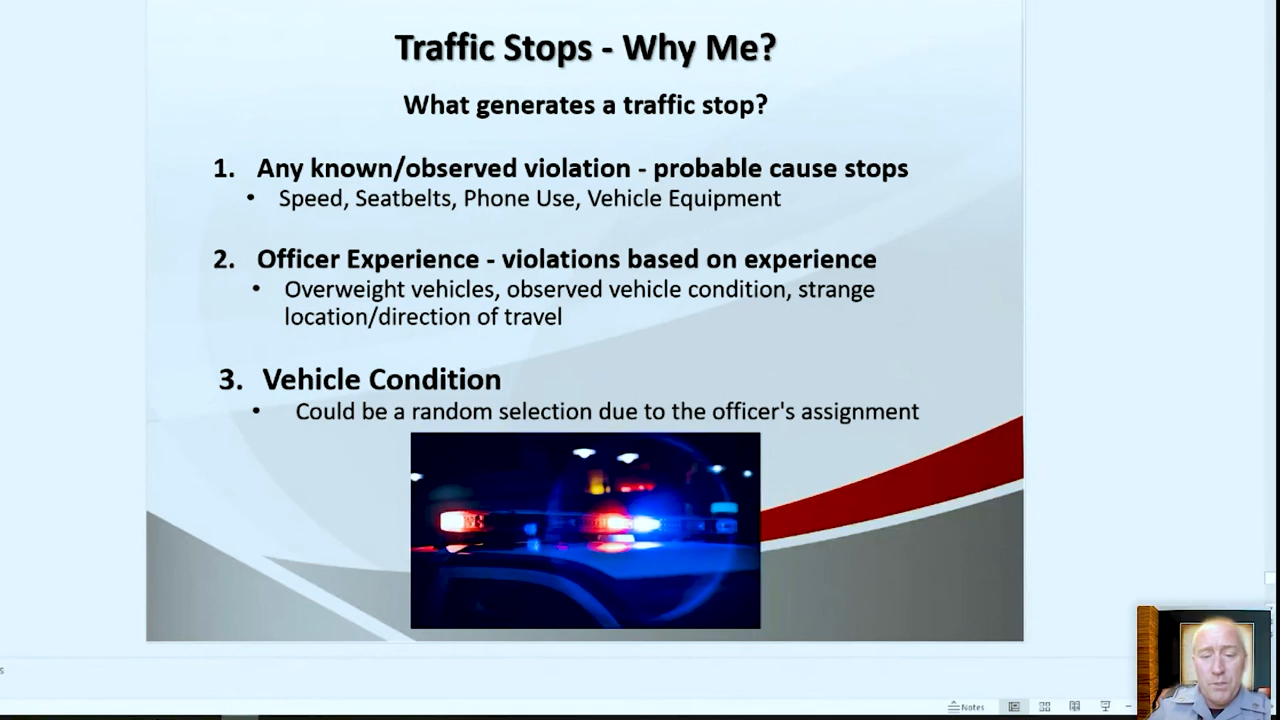 Traffic Stops - Why Me?
What generates a traffic stop?
1. Any known/observed violation - probable cause stops
• Speed, Seatbelts, Phone Use, Vehicle Equipment
2. Officer Experience - violations based on experience
• Overweight vehicles, observed vehicle condition, strange
location/direction of travel
3. Vehicle Condition
• Could be a random selection due to the officer's assignment
s
Notes